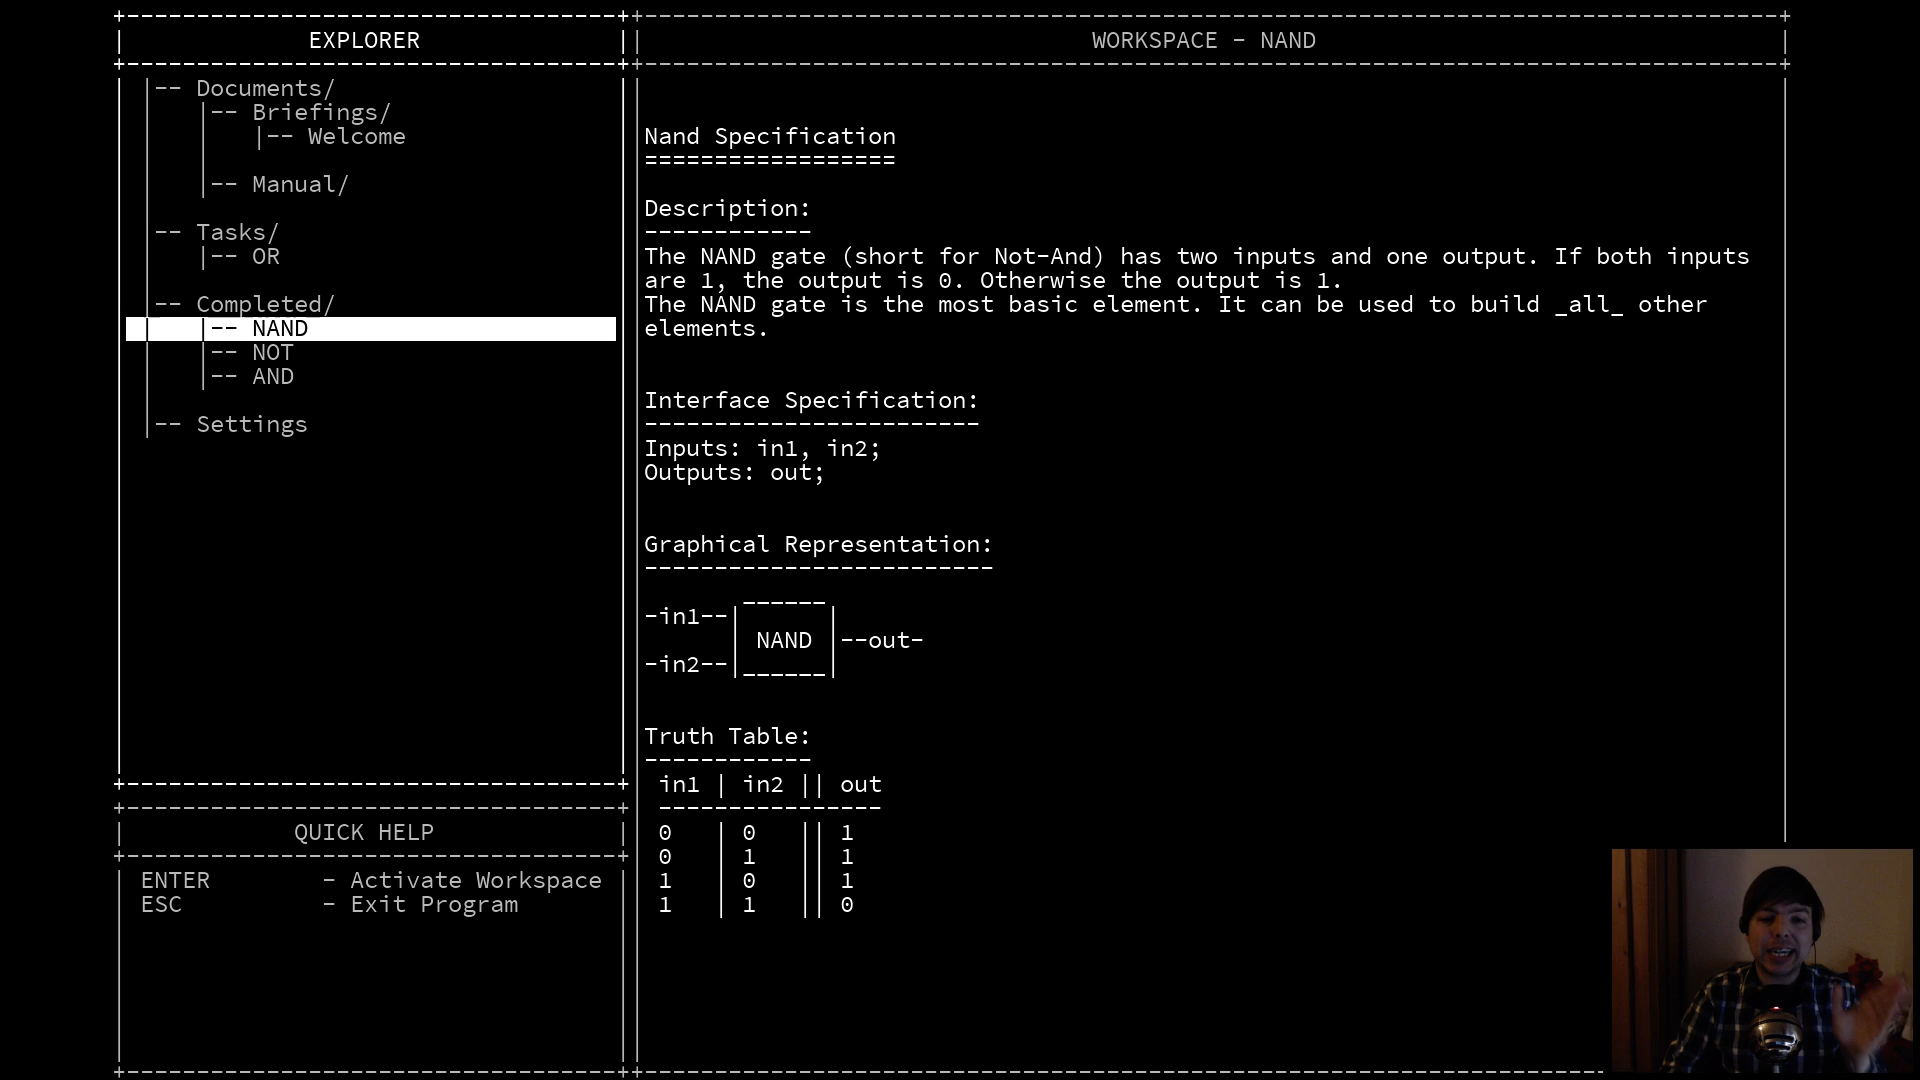 EXPLORER
|-- Documents/
|-- Briefings/
|-- Welcome
|-- Manual/
|-- Tasks/
|-- OR
|-- Completed/
|-- NAND
|-- NOT
|-- AND
|-- Settings
QUICK HELP
ENTER - Activate Workspace
ESC - Exit Program
WORKSPACE - NAND
Nand Specification
==================
Description:
------------
The NAND gate (short for Not-And) has two inputs and one output. If both inputs
are 1, the output is 0. Otherwise the output is 1.
The NAND gate is the most basic element. It can be used to build _all_ other
elements.
Interface Specification:
------------------------
Inputs: in1, in2;
Outputs: out;
Graphical Representation:
-------------------------
-in1--|
NAND |--out-
-in2--|
Truth Table:
------------
in1 | in2 || out
----------------
0 | 0 || 1
0 | 1 || 1
1 | 0 || 1
1 | 1 || 0